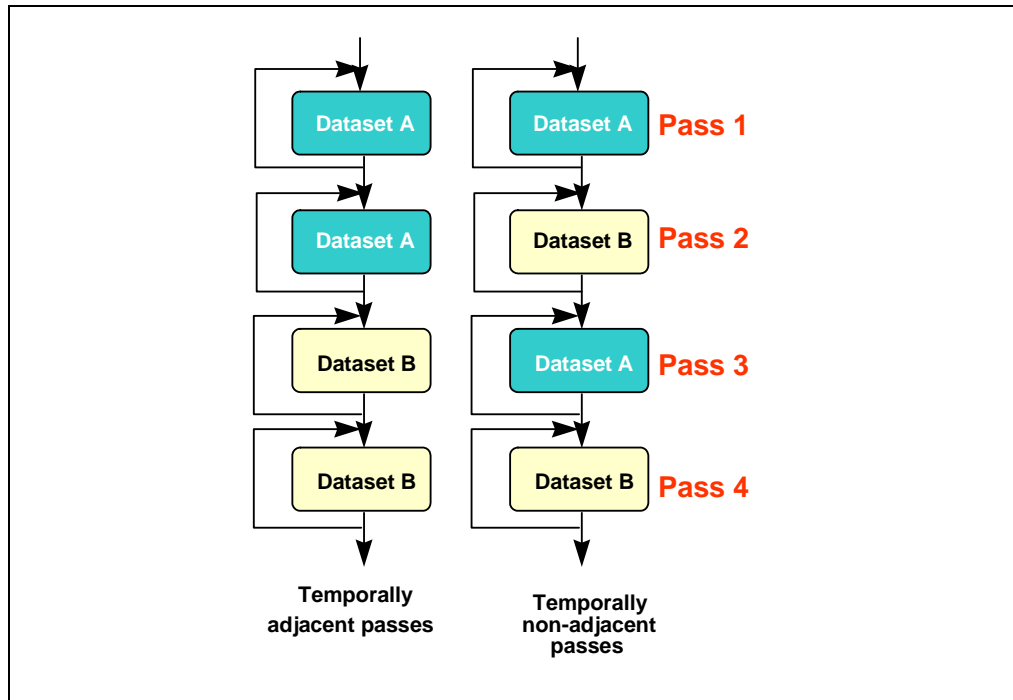 Dataset A
Dataset A
Pass 1
Dataset A
Dataset B
Pass 2
Dataset B
Dataset A
Pass 3
Dataset B
Dataset B
Pass 4
Temporally
adjacent passes
Temporally
non-adjacent
passes